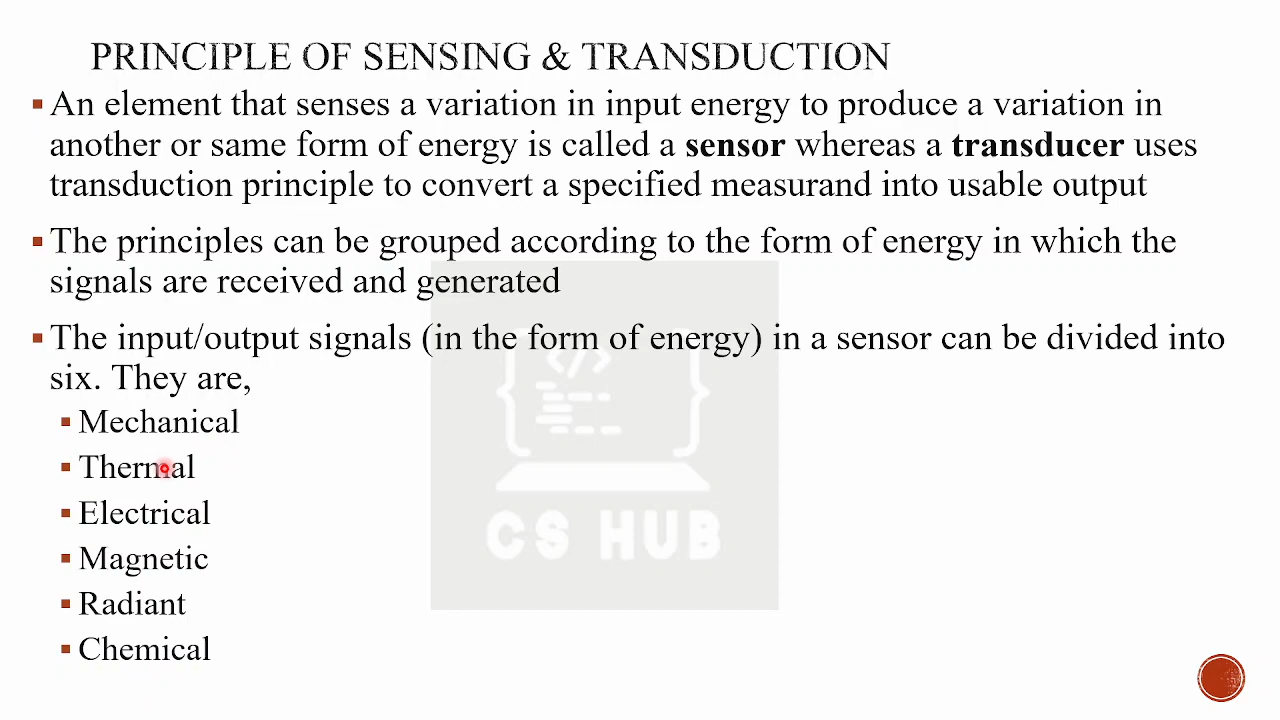 PRINCIPLE OF SENSING & TRANSDUCTION
▪ An element that senses a variation in input energy to produce a variation in
another or same form of energy is called a sensor whereas a transducer uses
transduction principle to convert a specified measurand into usable output
▪ The principles can be grouped according to the form of energy in which the
signals are received and generated
▪ The input/output signals (in the form of energy) in a sensor can be divided into
six. They are,
▪ Mechanical
▪ Thermal
▪ Electrical
▪ Magnetic
▪ Radiant
▪ Chemical
</> 
CS HUB